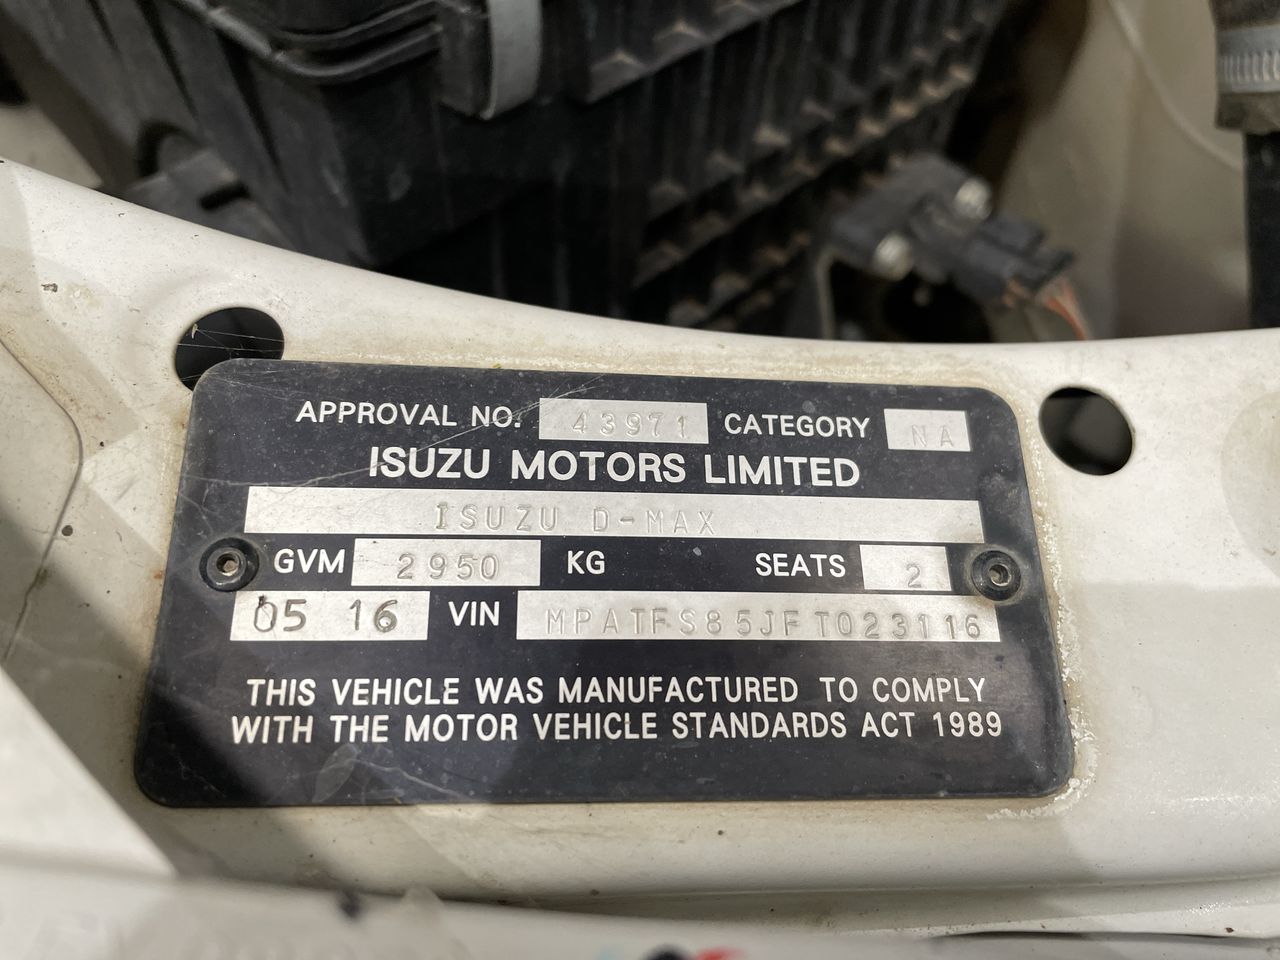 APPROVAL NO. 43971 CATEGORY NA
ISUZU MOTORS LIMITED
ISUZU D-MAX
GVM 2950 KG SEATS 2
05 16 VIN MPATFS85JFT023116
THIS VEHICLE WAS MANUFACTURED TO COMPLY
WITH THE MOTOR VEHICLE STANDARDS ACT 1989